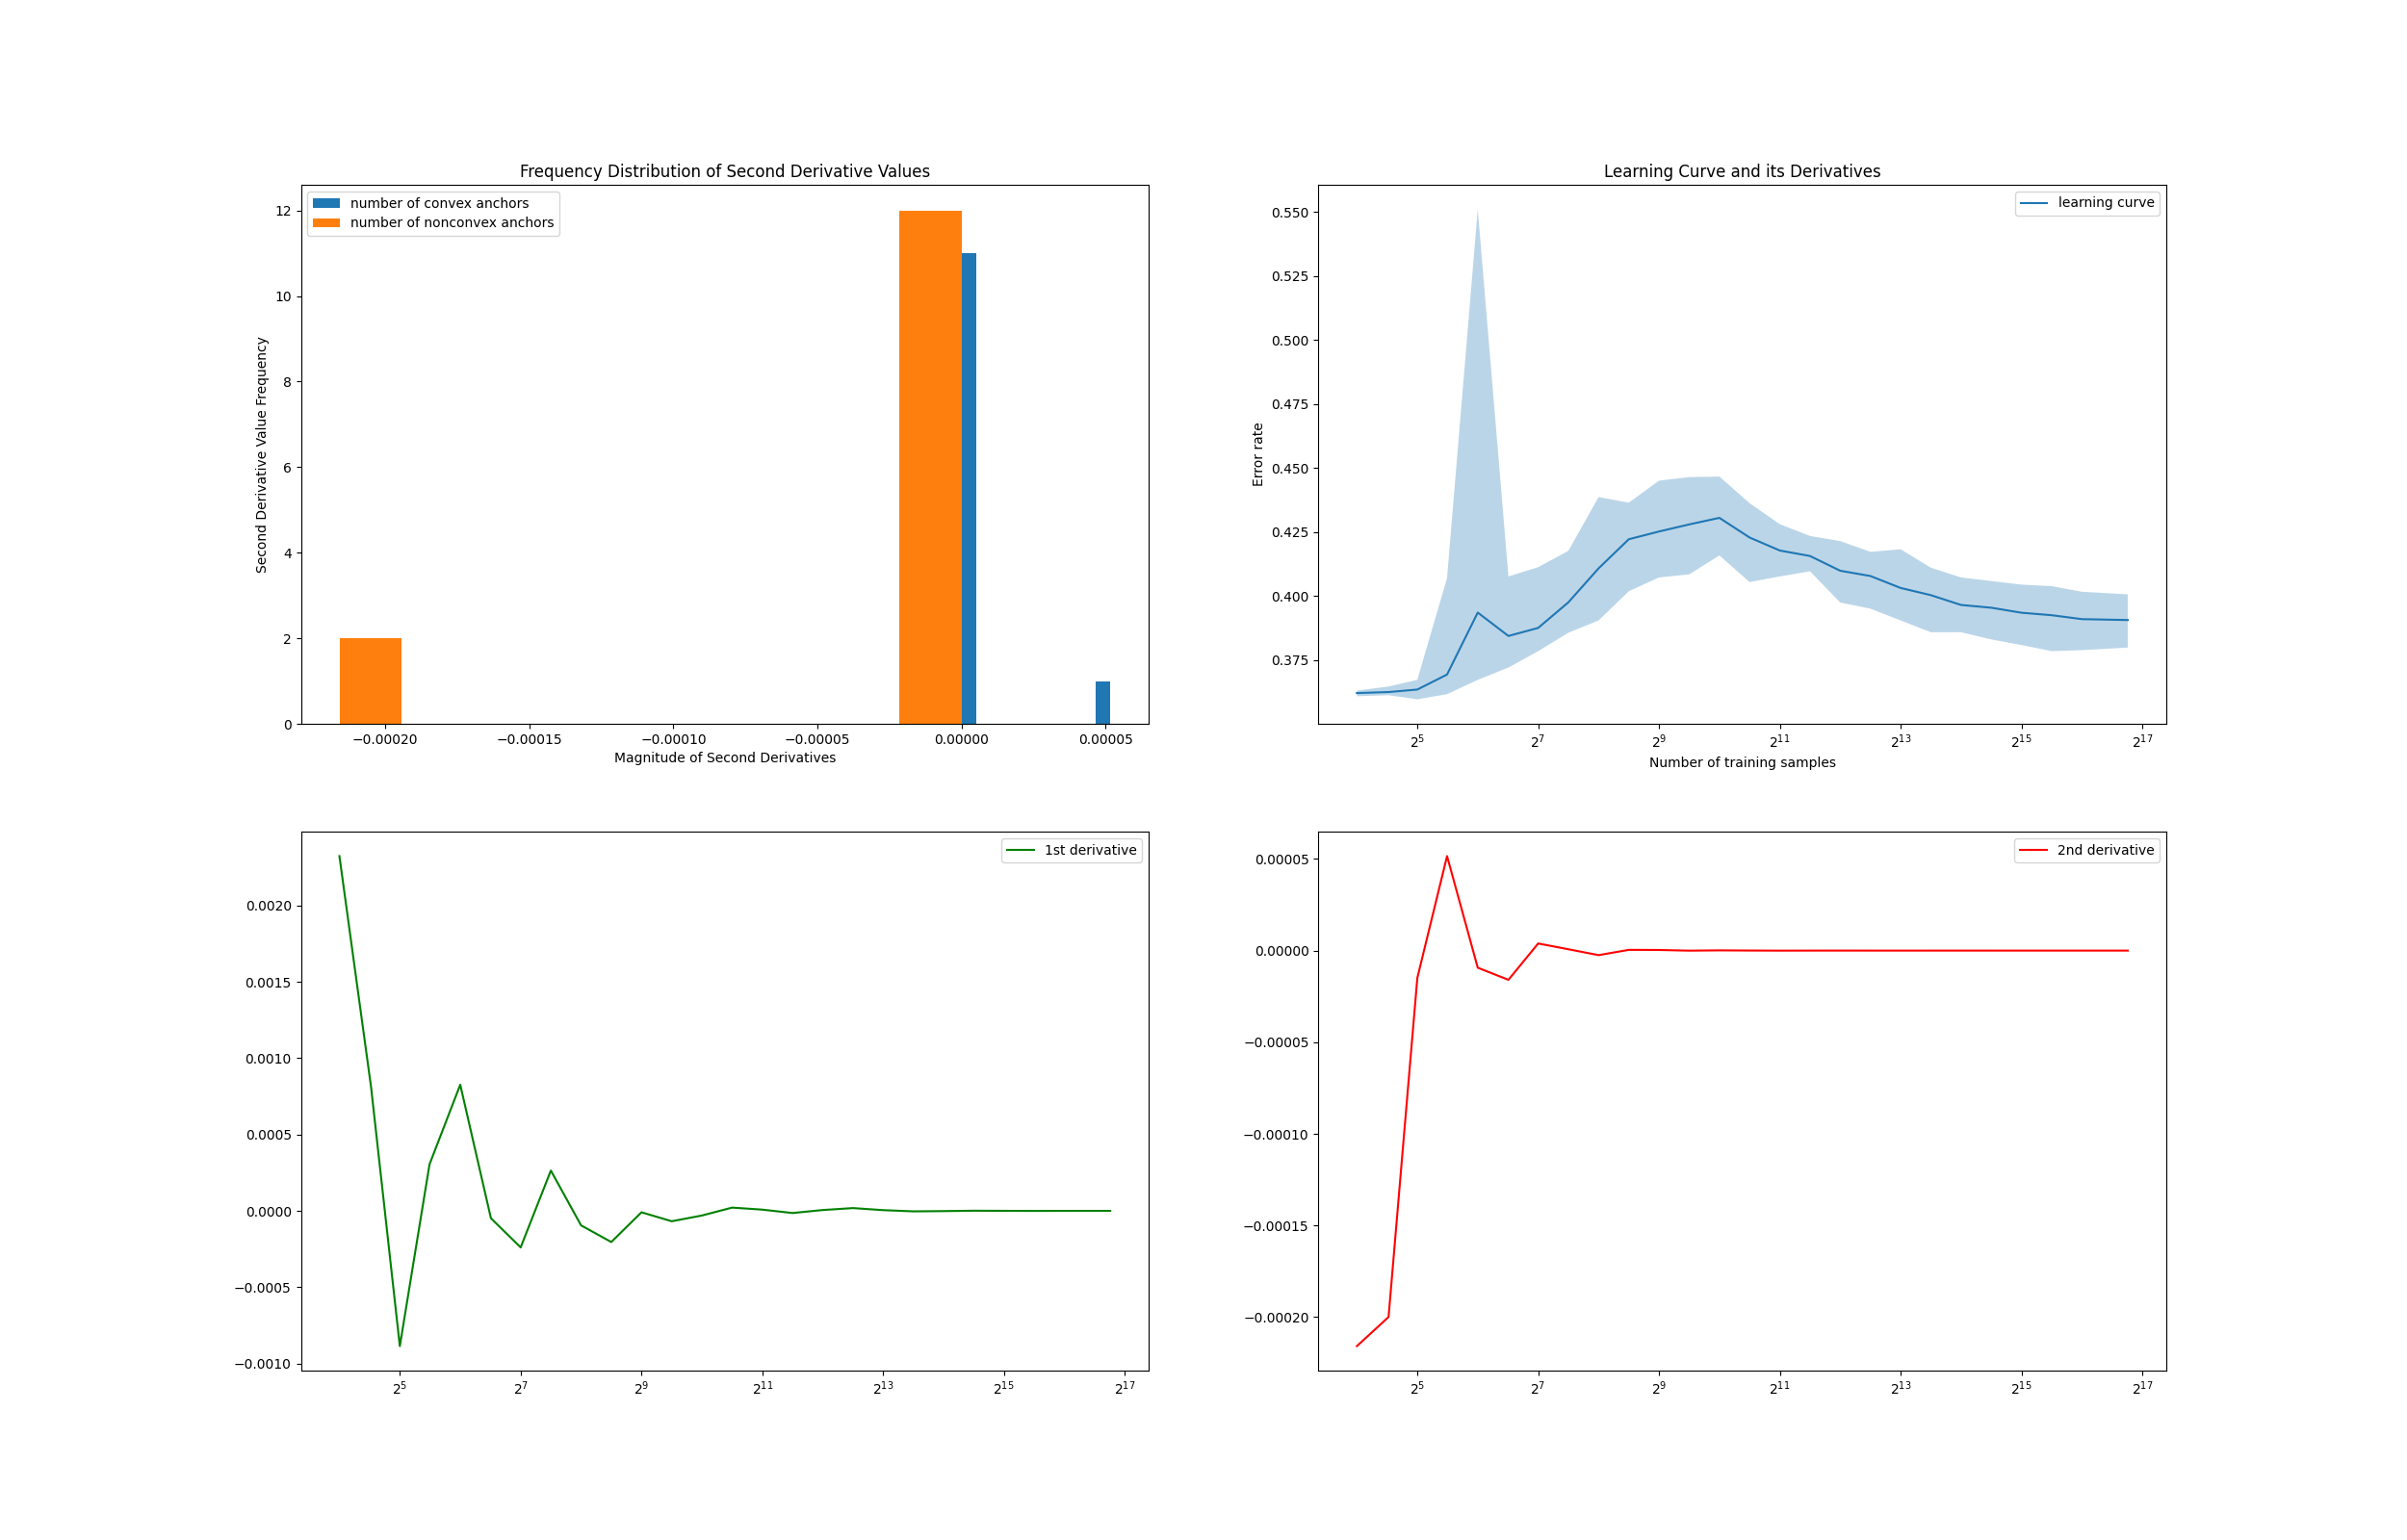 Frequency Distribution of Second Derivative Values
number of convex anchors
number of nonconvex anchors
12
10
8
6
4
2
0
Second Derivative Value Frequency
−0.00020 −0.00015 −0.00010 −0.00005 0.00000 0.00005
Magnitude of Second Derivatives
Learning Curve and its Derivatives
learning curve
0.550
0.525
0.500
0.475
0.450
0.425
0.400
0.375
Error rate
2^5 2^7 2^9 2^11 2^13 2^15 2^17
Number of training samples
1st derivative
0.0020
0.0015
0.0010
0.0005
0.0000
−0.0005
−0.0010
2^5 2^7 2^9 2^11 2^13 2^15 2^17
2nd derivative
0.00005
0.00000
−0.00005
−0.00010
−0.00015
−0.00020
2^5 2^7 2^9 2^11 2^13 2^15 2^17